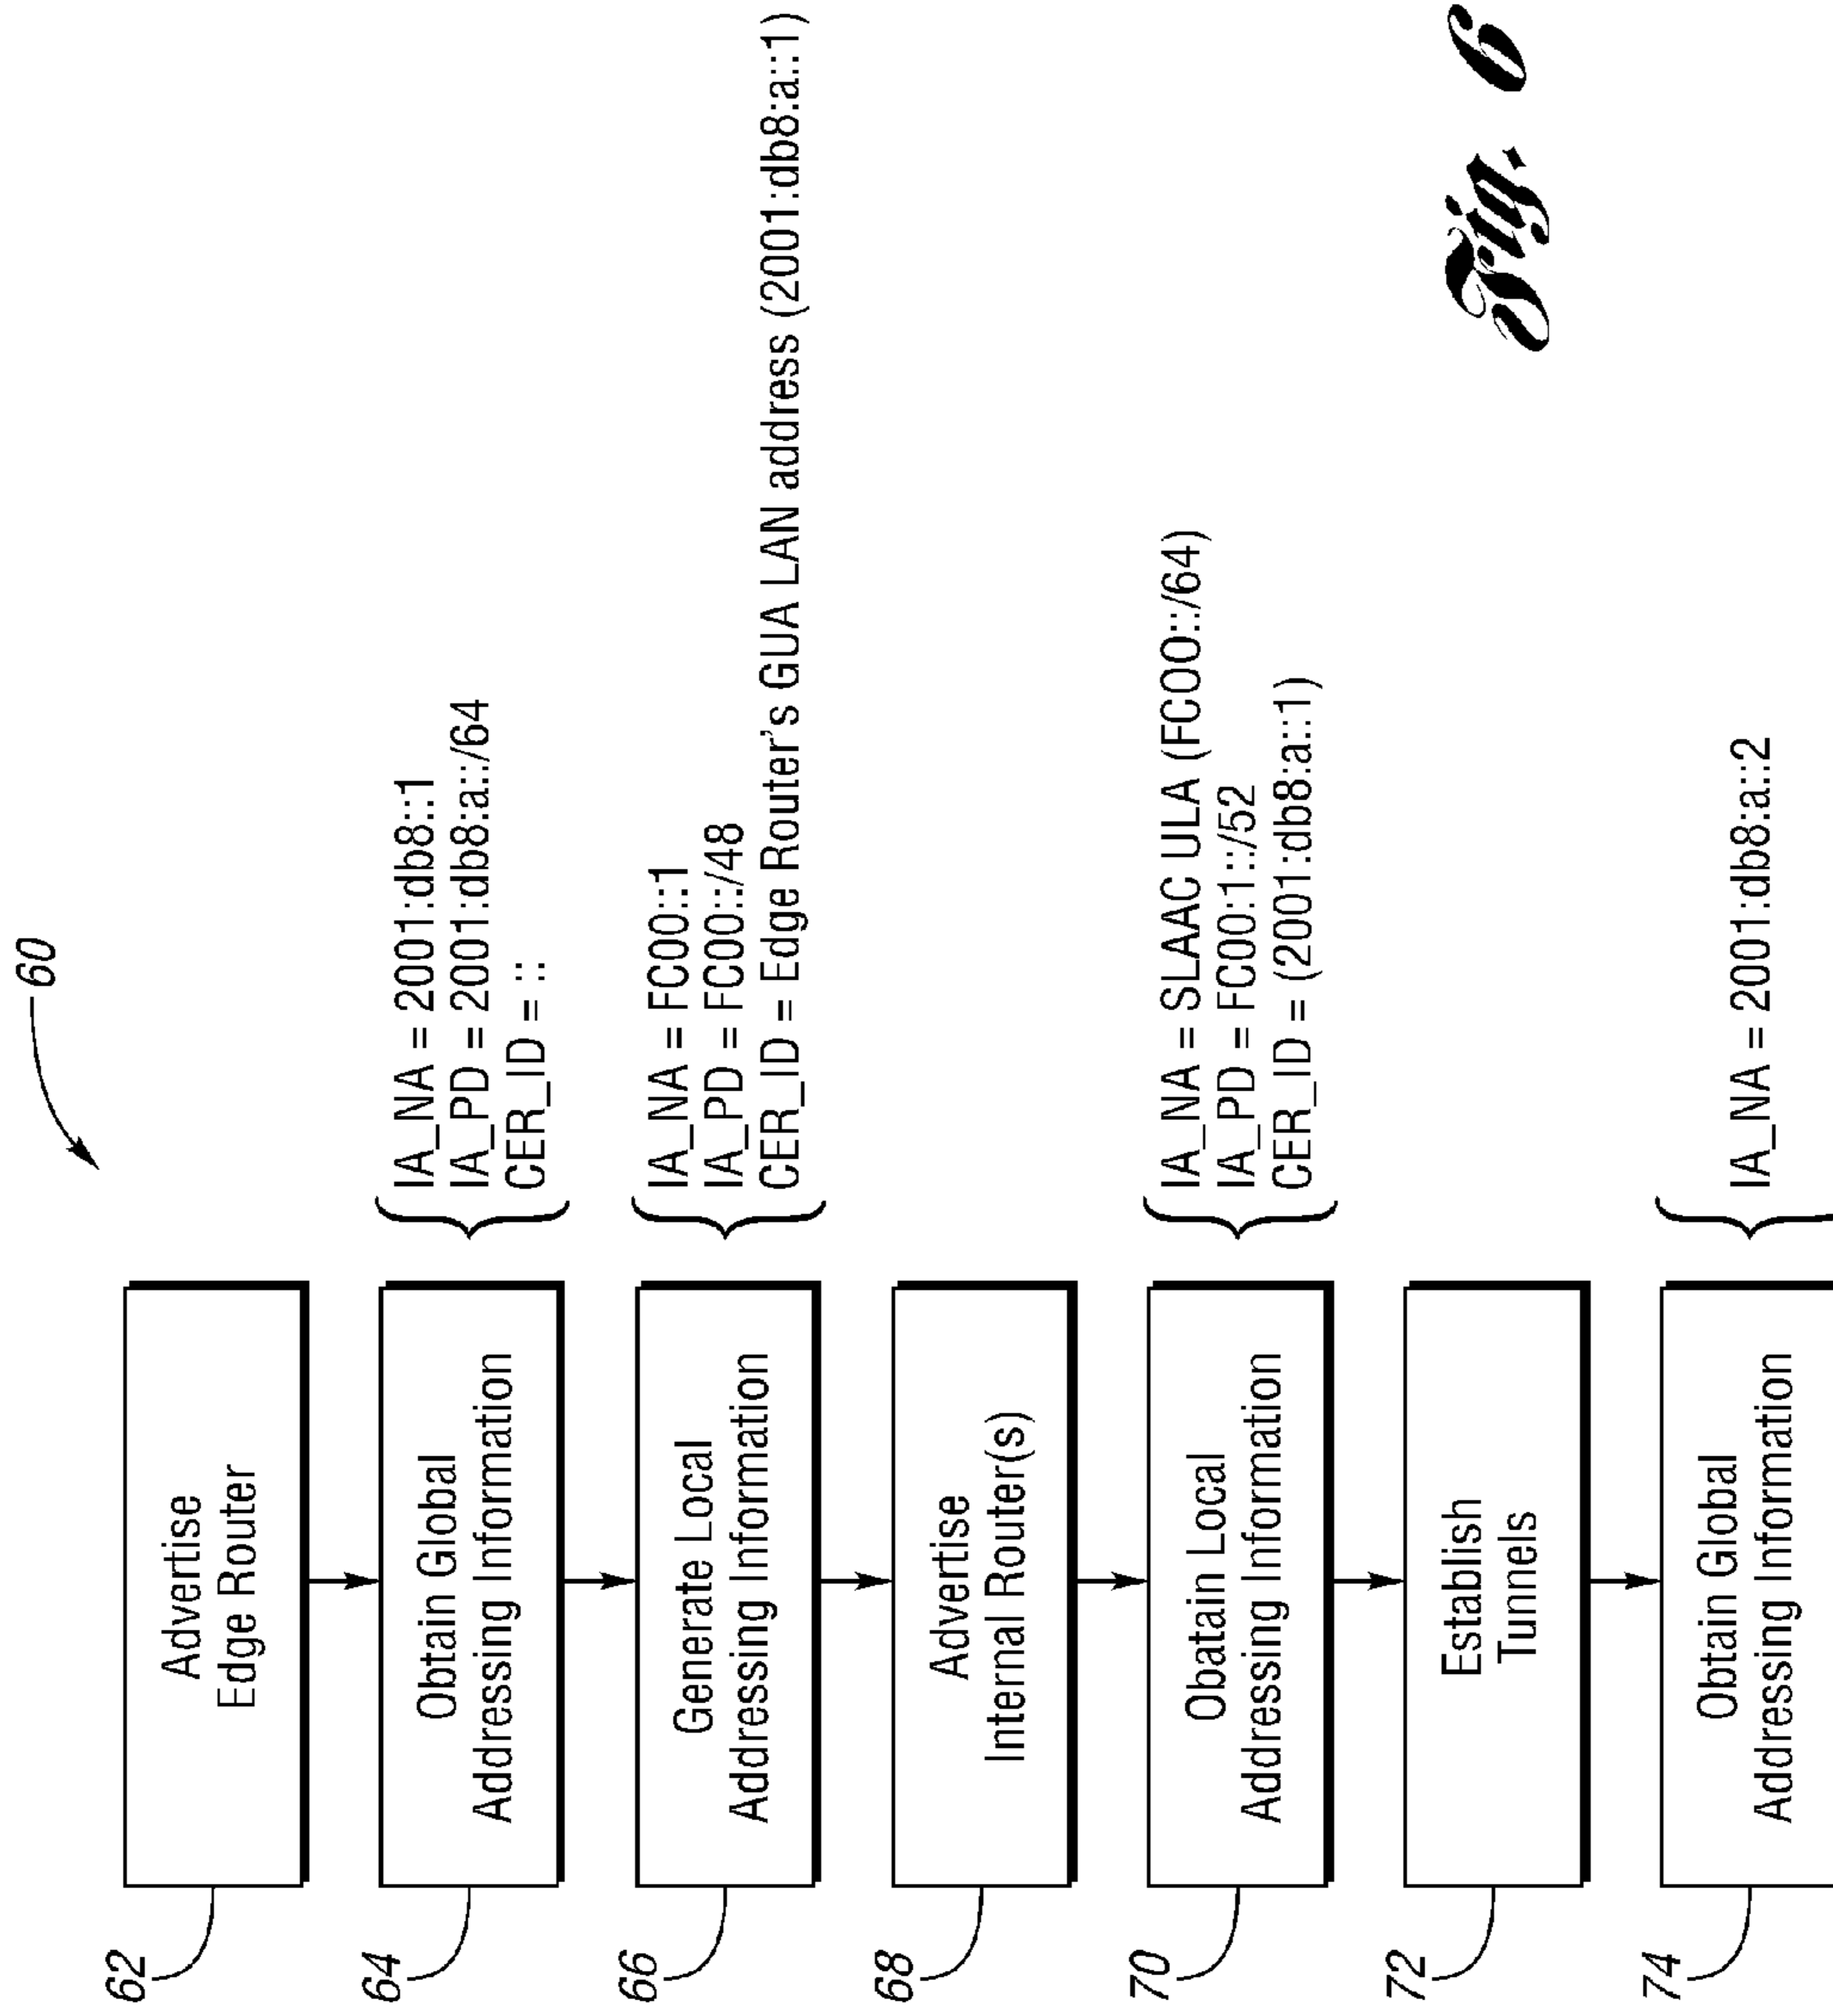 60
62
Advertise
Edge Router
64
Obtain Global
Addressing Information
IA_NA = 2001:db8::1
IA_PD = 2001:db8:a::/64
CER_ID = ::
66
Generate Local
Addressing Information
IA_NA = FC00::1
IA_PD = FC00::/48
CER_ID = Edge Router's GUA LAN address (2001:db8:a::1)
68
Advertise
Internal Router(s)
70
Obatain Local
Addressing Information
IA_NA = SLAAC ULA (FC00::/64)
IA_PD = FC00:1::/52
CER_ID = (2001:db8:a::1)
72
Establish
Tunnels
74
Obtain Global
Addressing Information
IA_NA = 2001:db8:a::2
Fig. 6